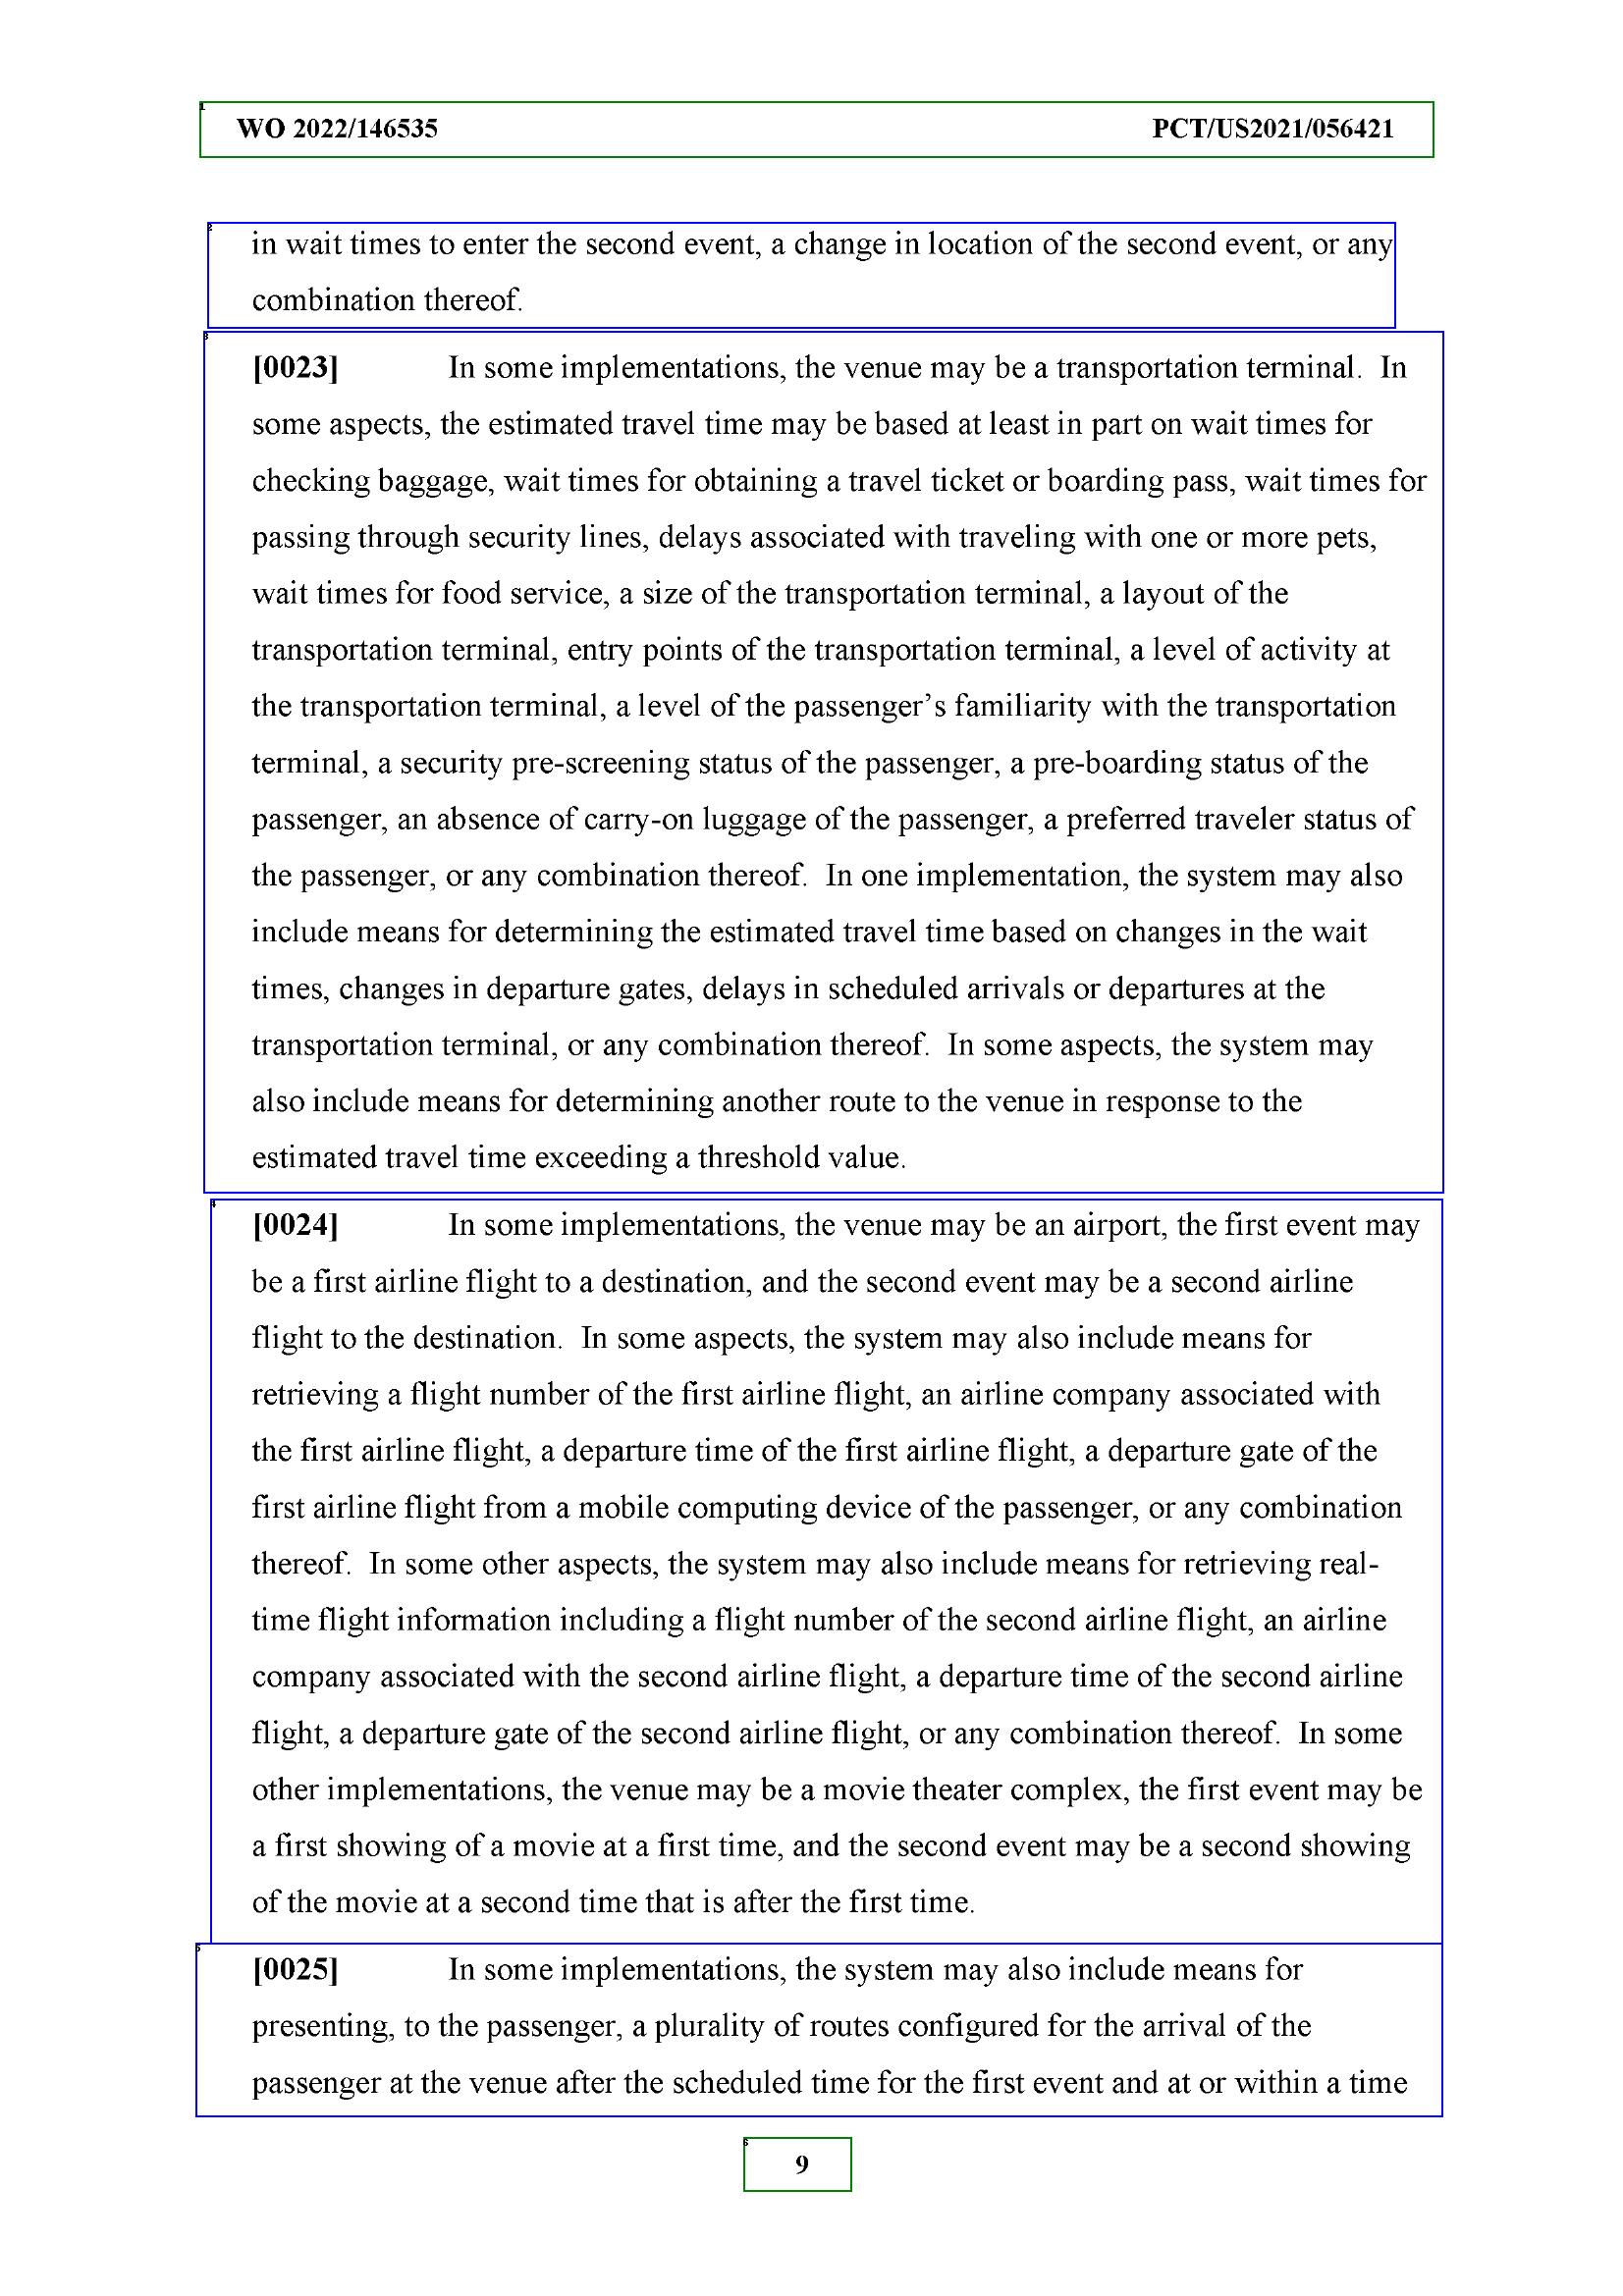 WO 2022/146535 PCT/US2021/056421
in wait times to enter the second event, a change in location of the second event, or any
combination thereof.
[0023] In some implementations, the venue may be a transportation terminal. In
some aspects, the estimated travel time may be based at least in part on wait times for
checking baggage, wait times for obtaining a travel ticket or boarding pass, wait times for
passing through security lines, delays associated with traveling with one or more pets,
wait times for food service, a size of the transportation terminal, a layout of the
transportation terminal, entry points of the transportation terminal, a level of activity at
the transportation terminal, a level of the passenger’s familiarity with the transportation
terminal, a security pre-screening status of the passenger, a pre-boarding status of the
passenger, an absence of carry-on luggage of the passenger, a preferred traveler status of
the passenger, or any combination thereof. In one implementation, the system may also
include means for determining the estimated travel time based on changes in the wait
times, changes in departure gates, delays in scheduled arrivals or departures at the
transportation terminal, or any combination thereof. In some aspects, the system may
also include means for determining another route to the venue in response to the
estimated travel time exceeding a threshold value.
[0024] In some implementations, the venue may be an airport, the first event may
be a first airline flight to a destination, and the second event may be a second airline
flight to the destination. In some aspects, the system may also include means for
retrieving a flight number of the first airline flight, an airline company associated with
the first airline flight, a departure time of the first airline flight, a departure gate of the
first airline flight from a mobile computing device of the passenger, or any combination
thereof. In some other aspects, the system may also include means for retrieving real-
time flight information including a flight number of the second airline flight, an airline
company associated with the second airline flight, a departure time of the second airline
flight, a departure gate of the second airline flight, or any combination thereof. In some
other implementations, the venue may be a movie theater complex, the first event may be
a first showing of a movie at a first time, and the second event may be a second showing
of the movie at a second time that is after the first time.
[0025] In some implementations, the system may also include means for
presenting, to the passenger, a plurality of routes configured for the arrival of the
passenger at the venue after the scheduled time for the first event and at or within a time
9